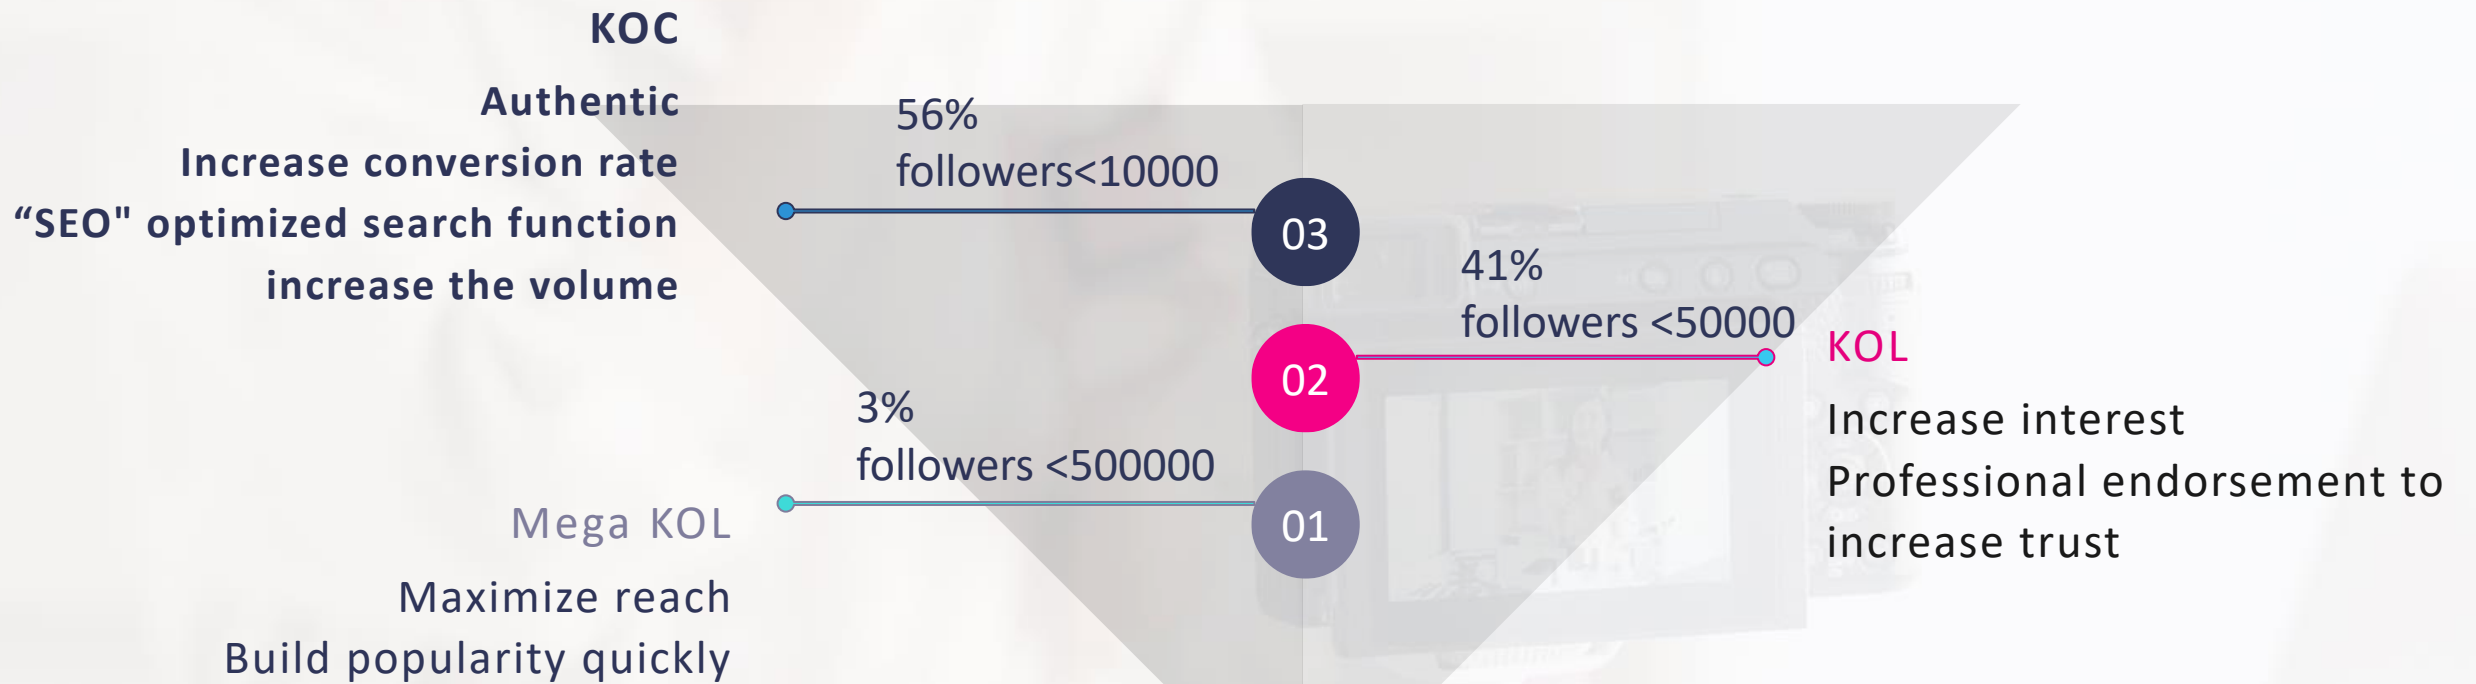 KOC
Authentic
Increase conversion rate
“SEO" optimized search function
increase the volume
56%
followers<10000
03
41%
followers <50000
02
KOL
Increase interest
Professional endorsement to
increase trust
3%
followers <500000
01
Mega KOL
Maximize reach
Build popularity quickly